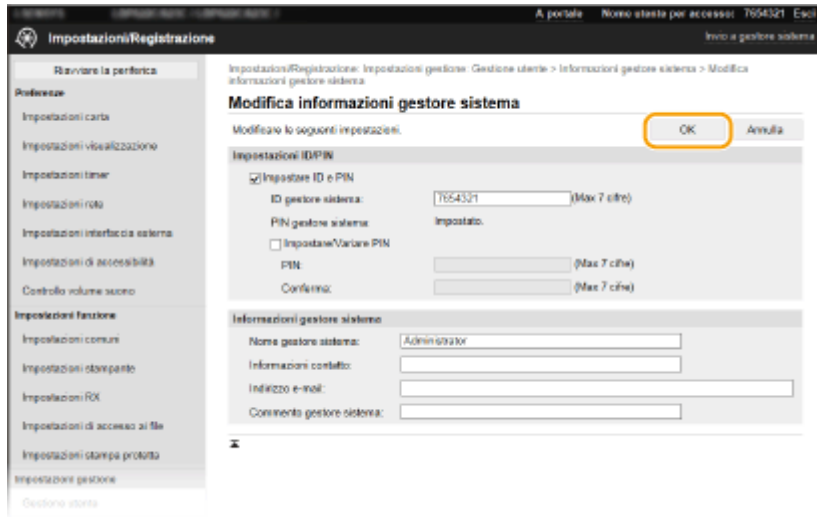 A portale Nome utente per accesso: 7654321 Esci
Impostazioni/Registrazione
Invio a gestore sistema
Riavviare la periferica
Preferenze
Impostazioni carta
Impostazioni visualizzazione
Impostazioni timer
Impostazioni rete
Impostazioni interfaccia esterna
Impostazioni di accessibilità
Controllo volume suono
Impostazioni funzione
Impostazioni comuni
Impostazioni stampante
Impostazioni RX
Impostazioni di accesso ai file
Impostazioni stampa protetta
Impostazioni gestione
Gestione utente
Impostazioni/Registrazione: Impostazioni gestione: Gestione utente > Informazioni gestore sistema > Modifica
informazioni gestore sistema
Modifica informazioni gestore sistema
Modificare le seguenti impostazioni.
OK
Annulla
Impostazioni ID/PIN
Impostare ID e PIN
ID gestore sistema: 7654321 (Max 7 cifre)
PIN gestore sistema: Impostato.
Impostare/Variare PIN
PIN: (Max 7 cifre)
Conferma: (Max 7 cifre)
Informazioni gestore sistema
Nome gestore sistema: Administrator
Informazioni contatto:
Indirizzo e-mail:
Commento gestore sistema: